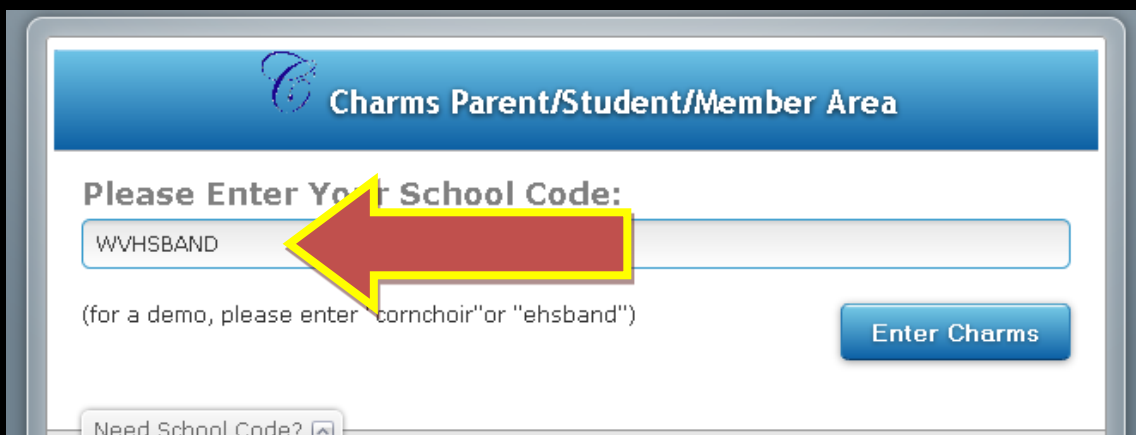 Charms Parent/Student/Member Area
Please Enter Your School Code:
WVHSBAND
(for a demo, please enter "cornchoir"or "ehsband")
Enter Charms
Need School Code?